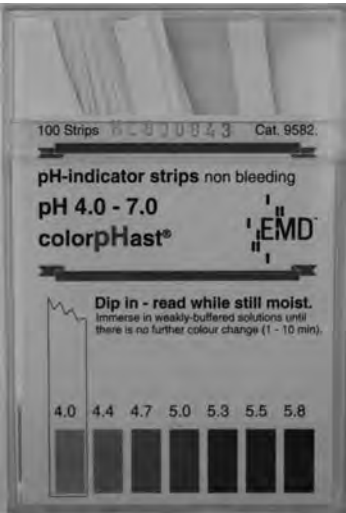 100 Strips HC800843 Cat. 9582.
pH-indicator strips non bleeding
pH 4.0 - 7.0
EMD
colorpHast®
Dip in - read while still moist.
Immerse in weakly-buffered solutions until
there is no further colour change (1 - 10 min).
4.0 4.4 4.7 5.0 5.3 5.5 5.8